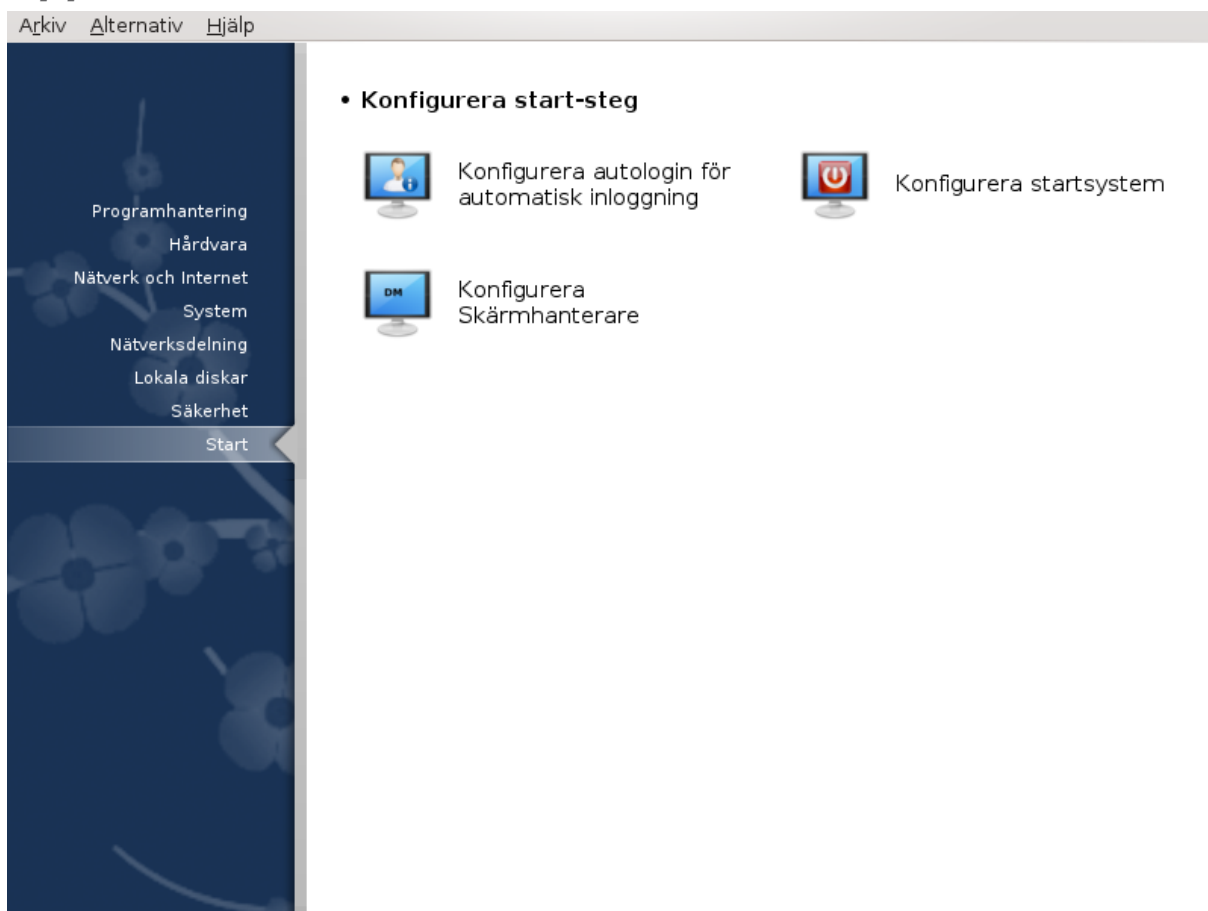 Arkiv Alternativ Hjälp
Programhantering
Hårdvara
Nätverk och Internet
System
Nätverksdelning
Lokala diskar
Säkerhet
Start
• Konfigurera start-steg
Konfigurera autologin för
automatisk inloggning
Konfigurera startsystem
DM
Konfigurera
Skärmhanterare